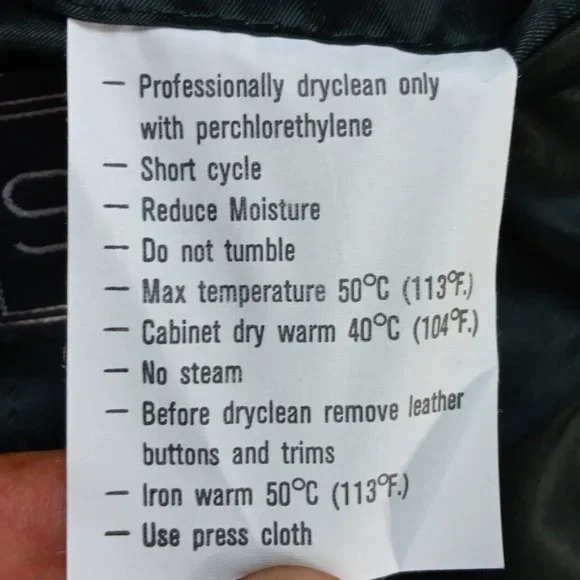 — Professionally dryclean only
with perchlorethylene
— Short cycle
— Reduce Moisture
— Do not tumble
— Max temperature 50°C (113°F.)
— Cabinet dry warm 40°C (104°F.)
— No steam
— Before dryclean remove leather
buttons and trims
— Iron warm 50°C (113°F.)
— Use press cloth